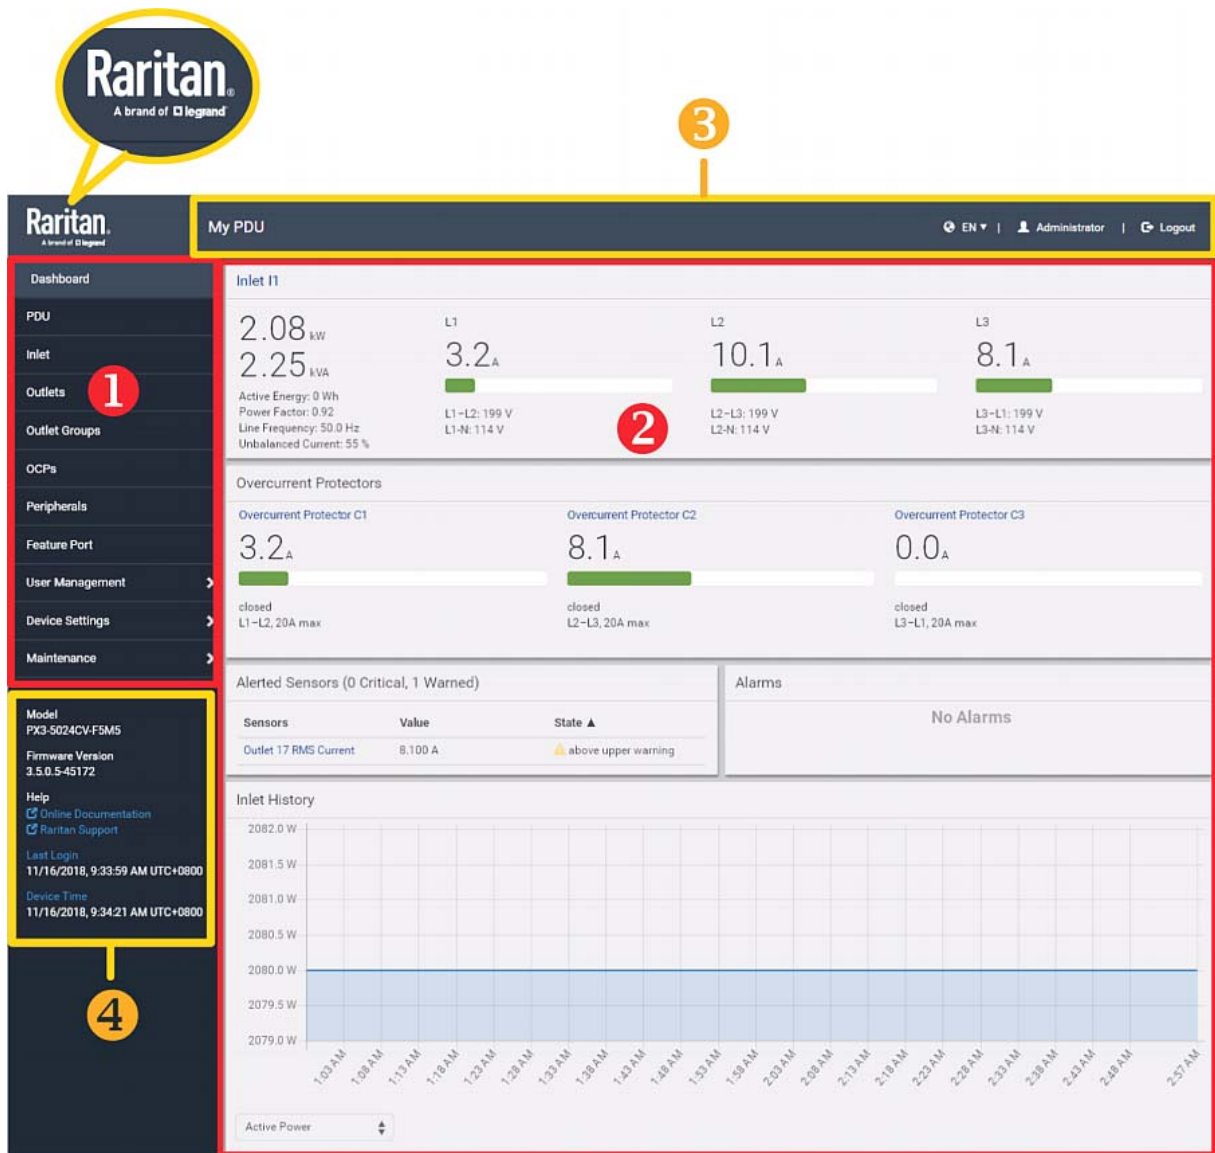 Raritan.
A brand of legrand
3
Raritan.
A brand of legrand
My PDU
EN | Administrator | Logout
Dashboard
PDU
Inlet
Outlets
1
Outlet Groups
OCPs
Peripherals
Feature Port
User Management
Device Settings
Maintenance
Model
PX3-5024CV-F5M5
Firmware Version
3.5.0.5-45172
Help
Online Documentation
Raritan Support
Last Login
11/16/2018, 9:33:59 AM UTC+0800
Device Time
11/16/2018, 9:34:21 AM UTC+0800
4
Inlet I1
2.08 kW
2.25 kVA
Active Energy: 0 Wh
Power Factor: 0.92
Line Frequency: 50.0 Hz
Unbalanced Current: 55 %
L1
3.2 A
L1-L2: 199 V
L1-N: 114 V
2
L2
10.1 A
L2-L3: 199 V
L2-N: 114 V
L3
8.1 A
L3-L1: 199 V
L3-N: 114 V
Overcurrent Protectors
Overcurrent Protector C1
3.2 A
closed
L1-L2, 20A max
Overcurrent Protector C2
8.1 A
closed
L2-L3, 20A max
Overcurrent Protector C3
0.0 A
closed
L3-L1, 20A max
Alerted Sensors (0 Critical, 1 Warned)
Sensors Value State ▲
Outlet 17 RMS Current 8.100 A above upper warning
Alarms
No Alarms
Inlet History
2082.0 W
2081.5 W
2081.0 W
2080.5 W
2080.0 W
2079.5 W
2079.0 W
1:03 AM 1:08 AM 1:13 AM 1:18 AM 1:23 AM 1:28 AM 1:33 AM 1:38 AM 1:43 AM 1:48 AM 1:53 AM 1:58 AM 2:03 AM 2:08 AM 2:13 AM 2:18 AM 2:23 AM 2:28 AM 2:33 AM 2:38 AM 2:43 AM 2:48 AM 2:57 AM
Active Power